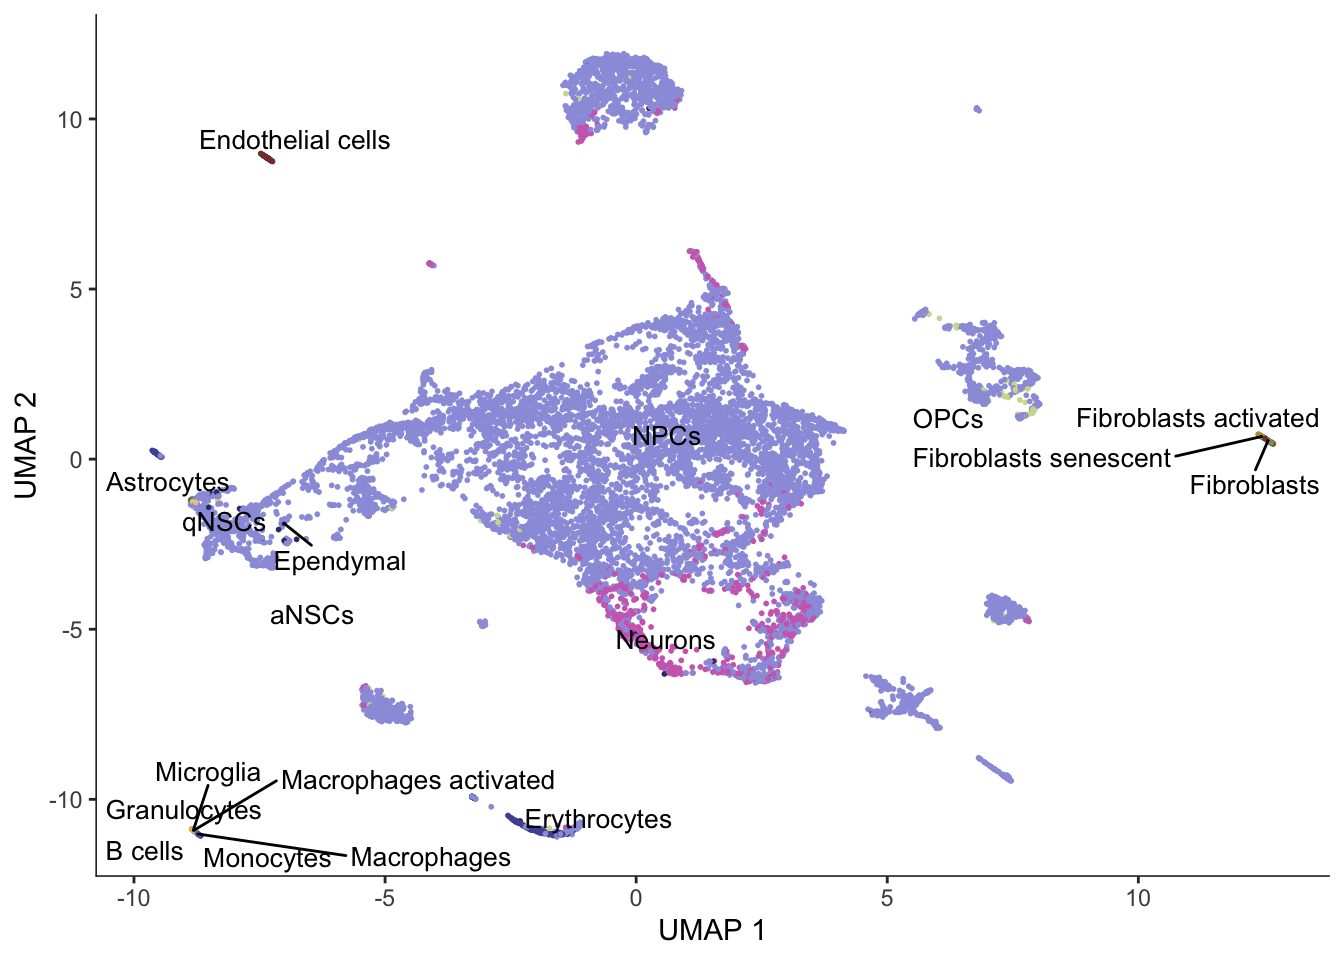 10
5
0
-5
-10
UMAP 2
Endothelial cells
NPCs
OPCs
Fibroblasts activated
Fibroblasts senescent
Fibroblasts
Astrocytes
qNSCs
Ependymal
aNSCs
Neurons
Microglia
Macrophages activated
Granulocytes
Erythrocytes
B cells
Monocytes
Macrophages
-10
-5
0
5
10
UMAP 1